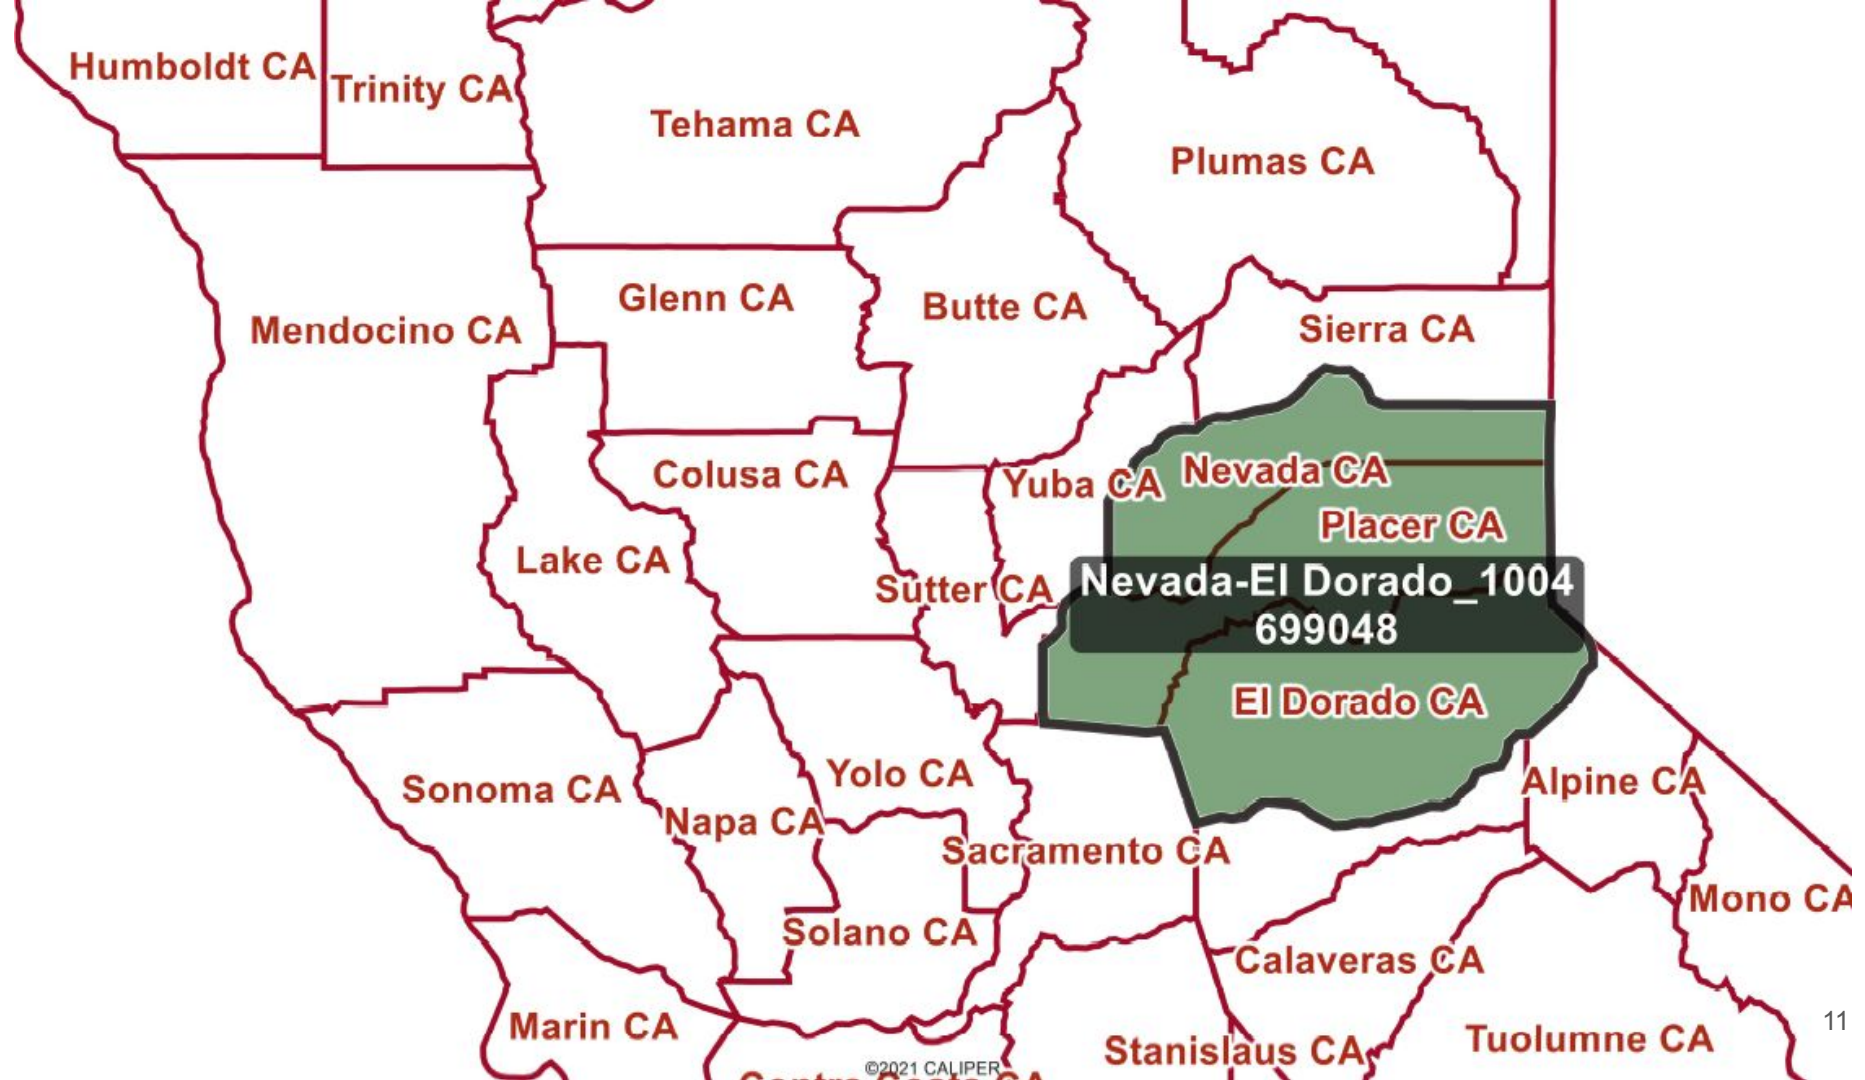 Humboldt CA
Trinity CA
Tehama CA
Plumas CA
Glenn CA
Butte CA
Mendocino CA
Sierra CA
Colusa CA
Yuba CA
Nevada CA
Placer CA
Lake CA
Sutter CA
Nevada-El Dorado_1004
699048
El Dorado CA
Sonoma CA
Napa CA
Yolo CA
Alpine CA
Sacramento CA
Mono CA
Solano CA
Calaveras CA
Marin CA
Stanislaus CA
Tuolumne CA
11
©2021 CALIPER
Contra Costa CA